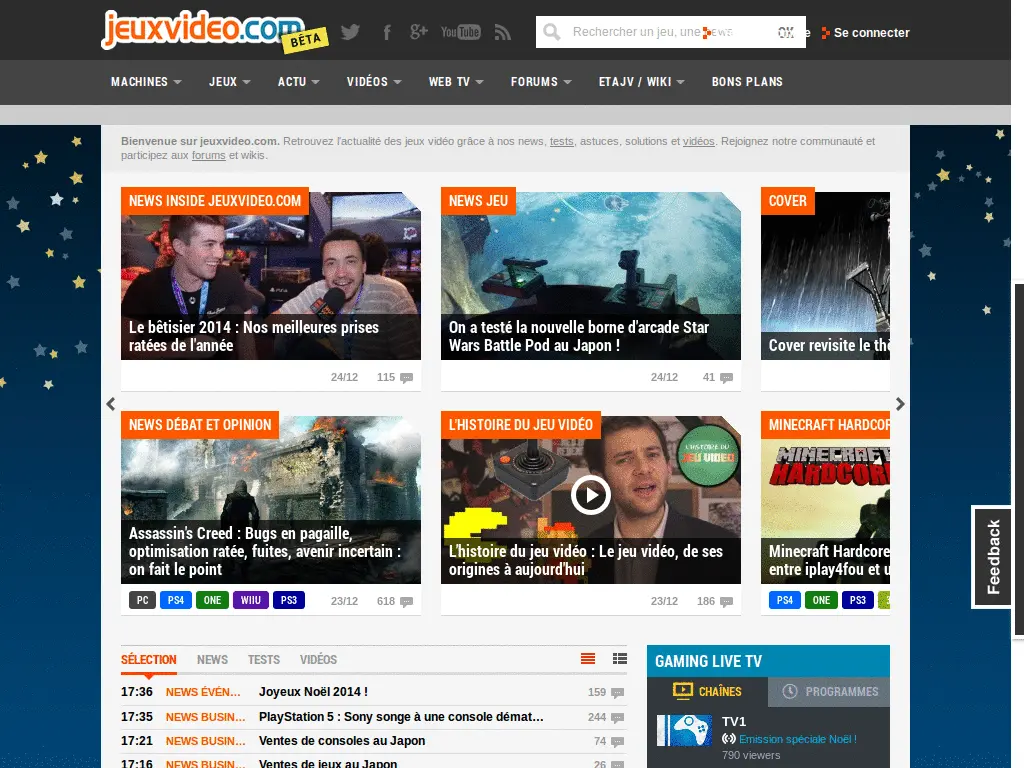 jeuxvideo.com
BÊTA
You Tube
Rechercher un jeu, une
NEWS
OK
e
Se connecter
MACHINES
JEUX
ACTU
VIDÉOS
WEB TV
FORUMS
ETAJV / WIKI
BONS PLANS
Bienvenue sur jeuxvideo.com. Retrouvez l'actualité des jeux vidéo grâce à nos news, tests, astuces, solutions et vidéos. Rejoignez notre communauté et
participez aux forums et wikis.
NEWS INSIDE JEUXVIDEO.COM
Le bêtisier 2014 : Nos meilleures prises
ratées de l'année
24/12 115
NEWS JEU
On a testé la nouvelle borne d'arcade Star
Wars Battle Pod au Japon !
24/12 41
COVER
Cover revisite le thè
NEWS DÉBAT ET OPINION
Assassin's Creed : Bugs en pagaille,
optimisation ratée, fuites, avenir incertain :
on fait le point
PC PS4 ONE WIIU PS3 23/12 618
L'HISTOIRE DU JEU VIDÉO
L'HISTOIRE DU
JEU VIDEO
L'histoire du jeu vidéo : Le jeu vidéo, de ses
origines à aujourd'hui
23/12 186
MINECRAFT HARDCOR
MINECRAFT
HARDCOR
Minecraft Hardcore
entre iplay4fou et u
PS4 ONE PS3
Feedback
SÉLECTION NEWS TESTS VIDÉOS
17:36 NEWS ÉVÉN… Joyeux Noël 2014 ! 159
17:35 NEWS BUSIN… PlayStation 5 : Sony songe à une console démat… 244
17:21 NEWS BUSIN… Ventes de consoles au Japon 74
17:16 NEWS BUSIN… Ventes de jeux au Japon 26
GAMING LIVE TV
CHAÎNES PROGRAMMES
TV1
Emission spéciale Noël !
790 viewers